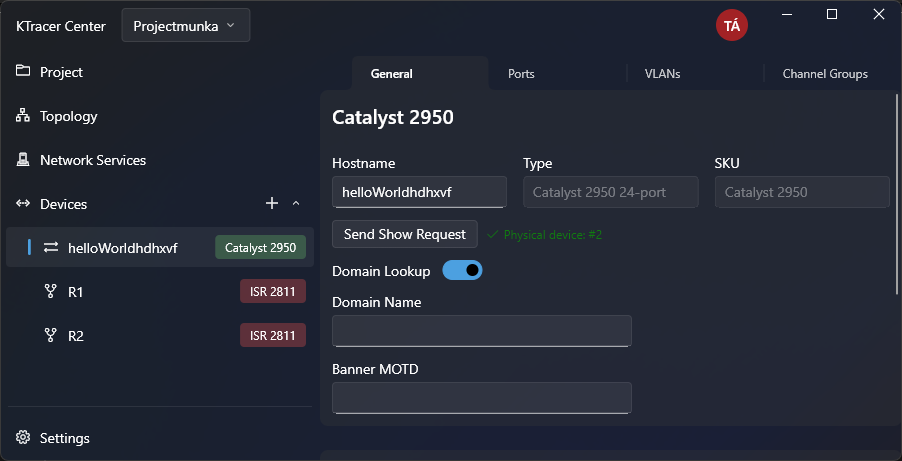 KTracer Center
Projectmunka
TÁ
Project
Topology
Network Services
Devices
helloWorldhdhxvf
Catalyst 2950
R1
ISR 2811
R2
ISR 2811
Settings
General
Ports
VLANs
Channel Groups
Catalyst 2950
Hostname
Type
SKU
helloWorldhdhxvf
Catalyst 2950 24-port
Catalyst 2950
Send Show Request
Physical device: #2
Domain Lookup
Domain Name
Banner MOTD